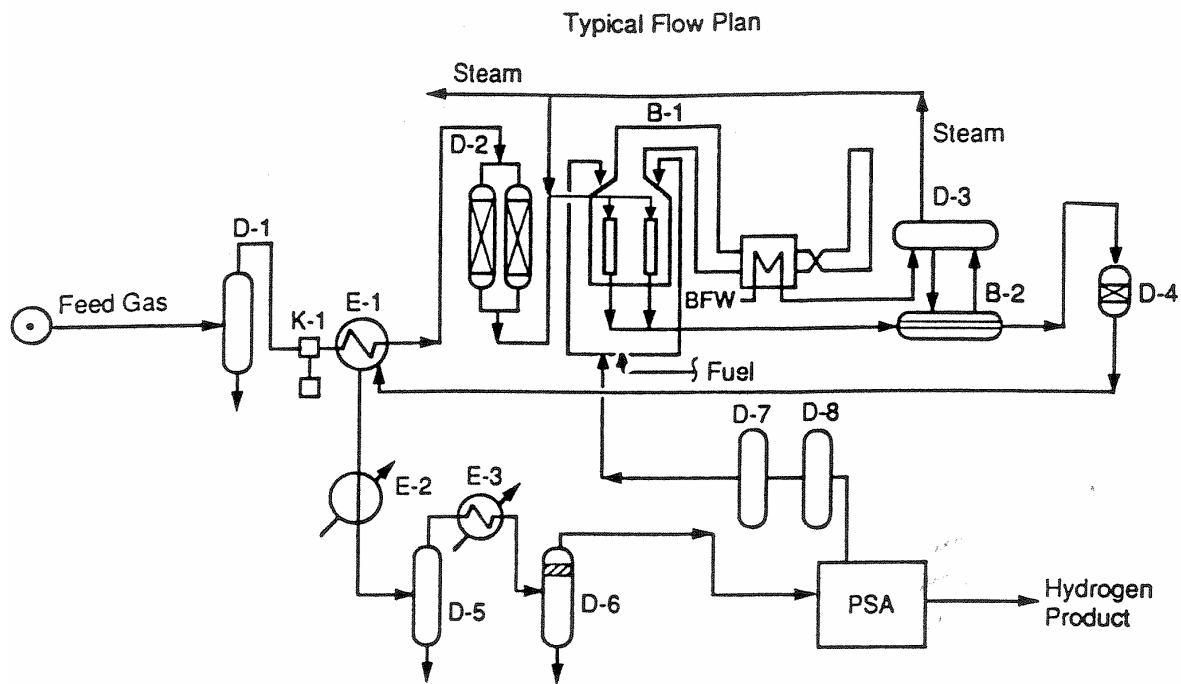 Typical Flow Plan
Steam
B-1
D-2
Steam
D-3
D-1
Feed Gas
K-1
E-1
BFW
B-2
D-4
Fuel
D-7
D-8
E-2
E-3
D-5
D-6
PSA
Hydrogen
Product